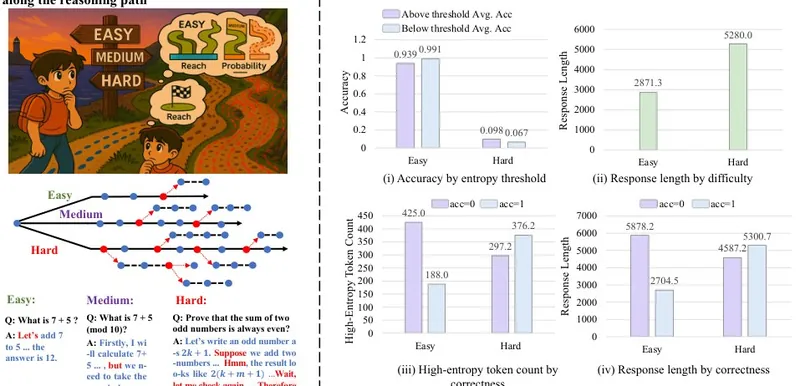 along the reasoning path
EASY
MEDIUM
HARD
EASY
MEDIUM
Reach
Probability
Reach
Easy
Medium
Hard
Easy:
Q: What is 7 + 5 ?
A: Let's add 7
to 5 ... the
answer is 12.
Medium:
Q: What is 7 + 5
(mod 10)?
A: Firstly, I wi
-ll calculate 7+
5 ... , but we n-
eed to take the
Hard:
Q: Prove that the sum of two
odd numbers is always even?
A: Let's write an odd number a
-s 2k + 1. Suppose we add two
-numbers ... Hmm, the result lo
o-ks like 2(k + m + 1) ...Wait,
let me check again ... Therefore
Above threshold Avg. Acc
Below threshold Avg. Acc
Accuracy
1.2
1
0.8
0.6
0.4
0.2
0
0.939
0.991
0.098
0.067
Easy
Hard
(i) Accuracy by entropy threshold
Response Length
6000
5000
4000
3000
2000
1000
0
2871.3
5280.0
Easy
Hard
(ii) Response length by difficulty
acc=0
acc=1
High-Entropy Token Count
450
400
350
300
250
200
150
100
50
0
425.0
188.0
297.2
376.2
Easy
Hard
(iii) High-entropy token count by
correctness
acc=0
acc=1
Response Length
7000
6000
5000
4000
3000
2000
1000
0
5878.2
2704.5
4587.2
5300.7
Easy
Hard
(iv) Response length by correctness